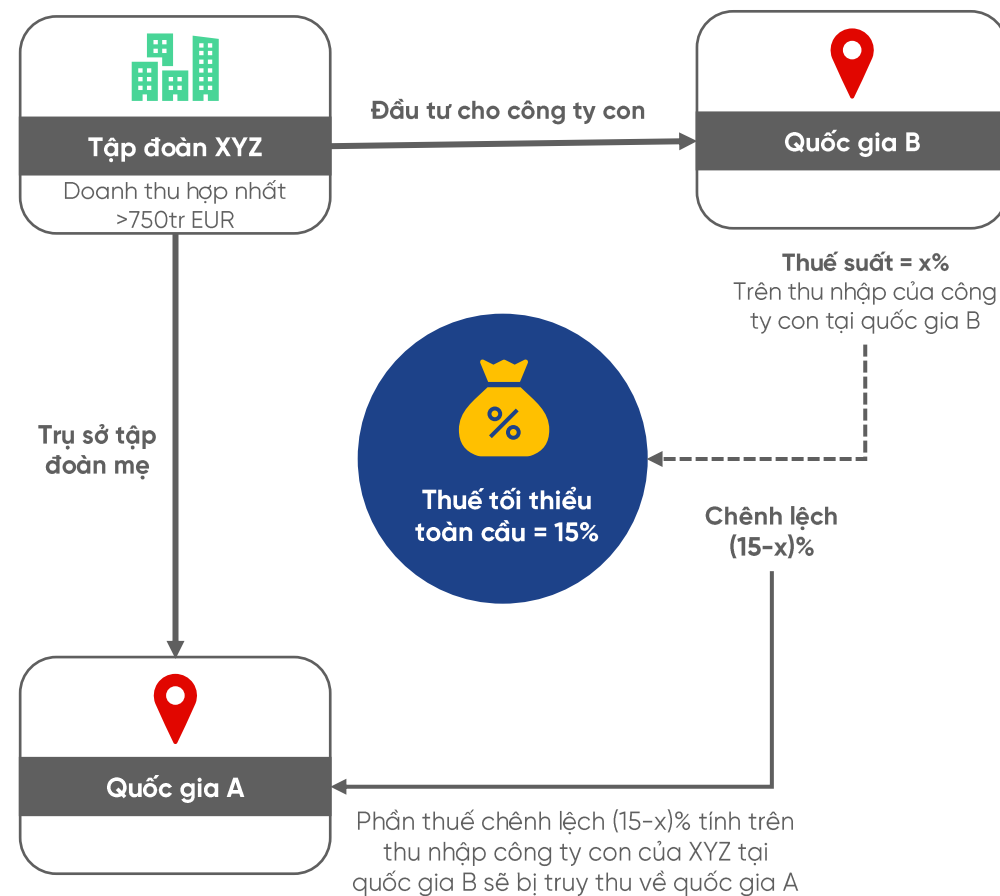 Đầu tư cho công ty con
Tập đoàn XYZ
Doanh thu hợp nhất
>750tr EUR
Quốc gia B
Thuế suất = x%
Trên thu nhập của công
ty con tại quốc gia B
Trụ sở tập
đoàn mẹ
%
Thuế tối thiểu
toàn cầu = 15%
Chênh lệch
(15-x)%
Quốc gia A
Phần thuế chênh lệch (15-x)% tính trên
thu nhập công ty con của XYZ tại
quốc gia B sẽ bị truy thu về quốc gia A